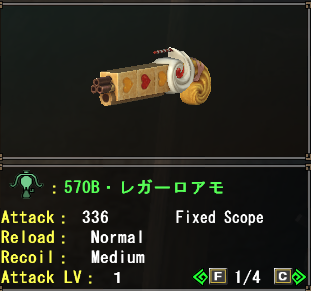 :570B・レガーロアモ
Attack: 336 Fixed Scope
Reload: Normal
Recoil: Medium
Attack LV: 1 F 1/4 C